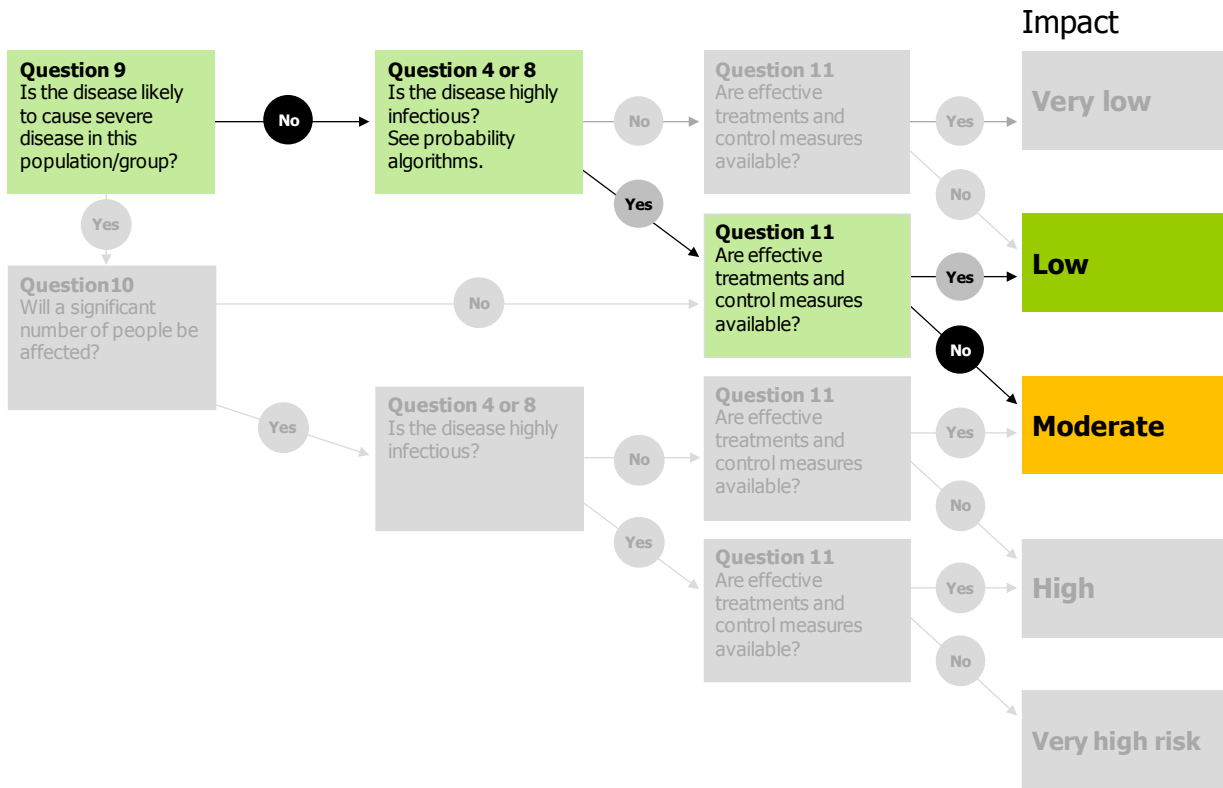 Impact
Question 9
Is the disease likely
to cause severe
disease in this
population/group?
No
Question 4 or 8
Is the disease highly
infectious?
See probability
algorithms.
No
Question 11
Are effective
treatments and
control measures
available?
Yes
Very low
No
Yes
Yes
Question 11
Are effective
treatments and
control measures
available?
Yes
Low
No
Question10
Will a significant
number of people be
affected?
No
Yes
Question 4 or 8
Is the disease highly
infectious?
No
Question 11
Are effective
treatments and
control measures
available?
Yes
Moderate
No
Yes
Question 11
Are effective
treatments and
control measures
available?
Yes
High
No
Very high risk